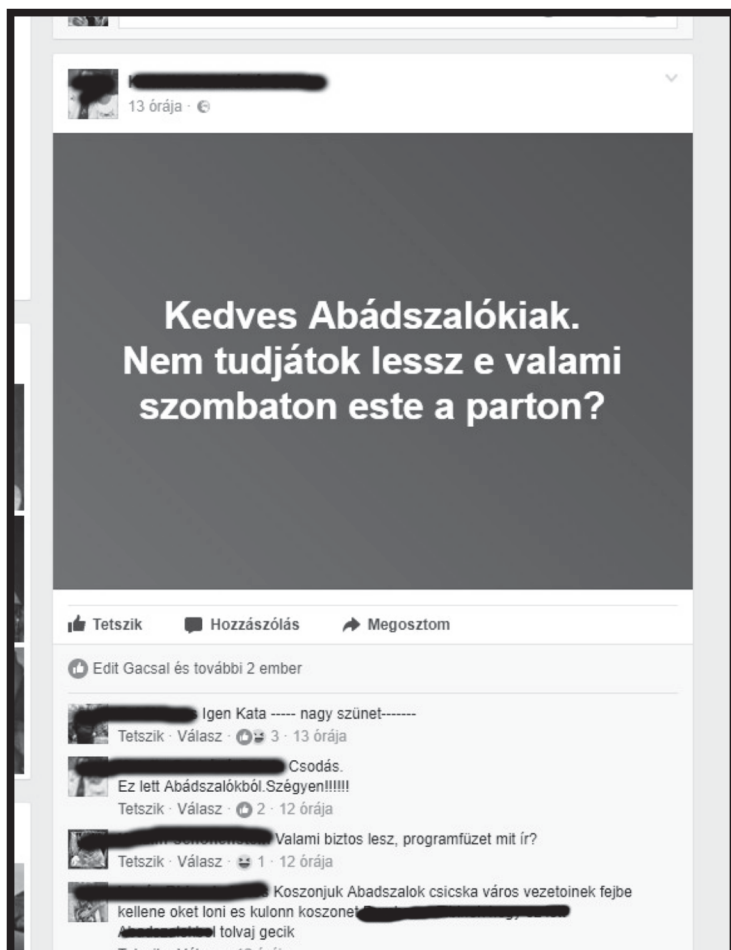 13 órája
Kedves Abádszalókiak.
Nem tudjátok lessz e valami
szombaton este a parton?
Tetszik Hozzászólás Megosztom
Edit Gacsal és további 2 ember
Igen Kata ----- nagy szünet-------
Tetszik · Válasz · 3 · 13 órája
Csodás.
Ez lett Abádszalókból.Szégyen!!!!!!
Tetszik · Válasz · 2 · 12 órája
Valami biztos lesz, programfüzet mit ír?
Tetszik · Válasz · 1 · 12 órája
Koszonjuk Abadszalok csicska város vezetoinek fejbe
kellene oket loni es kulonn koszonet
tolvaj gecik